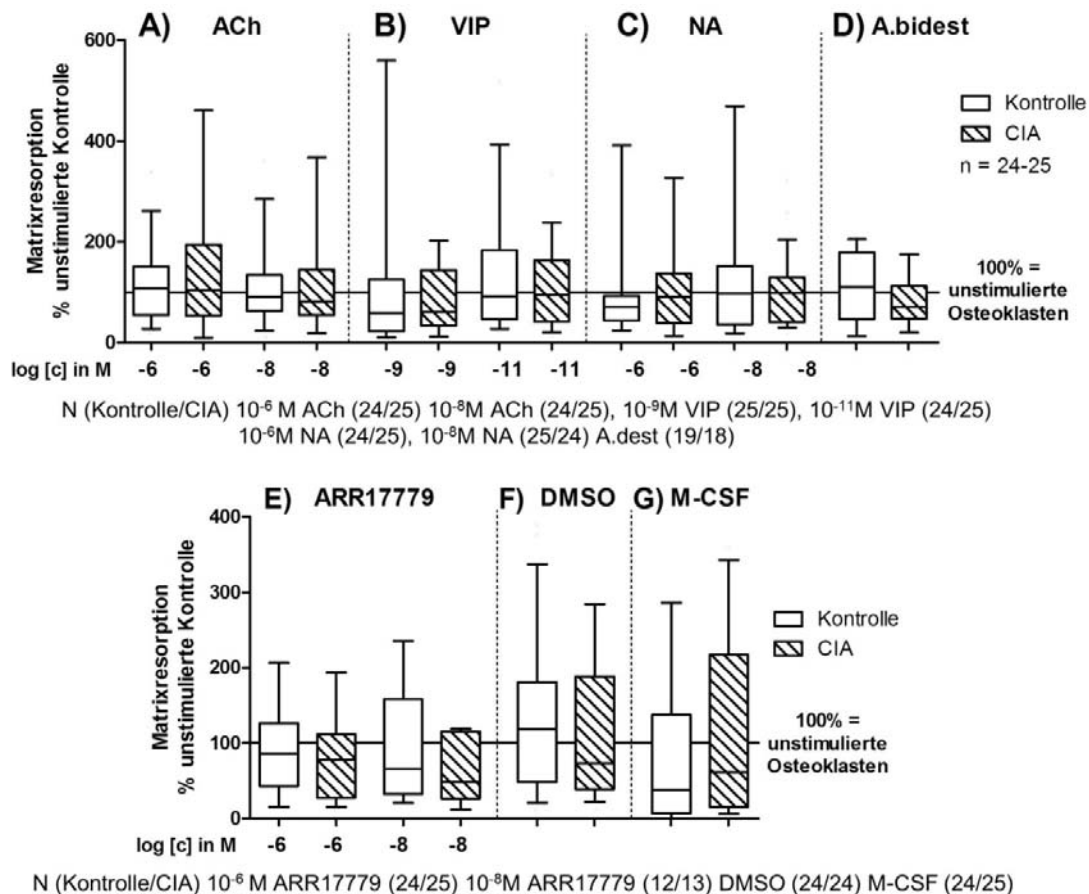 A) ACh B) VIP C) NA D) A.bidest
600
400
200
0
Matrixresorption
% unstimulierte Kontrolle
Kontrolle
CIA
n = 24-25
100% =
unstimulierte
Osteoklasten
log [c] in M -6 -6 -8 -8 -9 -9 -11 -11 -6 -6 -8 -8
N (Kontrolle/CIA) 10⁻⁶ M ACh (24/25) 10⁻⁸M ACh (24/25), 10⁻⁹M VIP (25/25), 10⁻¹¹M VIP (24/25)
10⁻⁶M NA (24/25), 10⁻⁸M NA (25/24) A.dest (19/18)
E) ARR17779 F) DMSO G) M-CSF
400
300
200
100
0
Matrixresorption
% unstimulierte Kontrolle
Kontrolle
CIA
100% =
unstimulierte
Osteoklasten
log [c] in M -6 -6 -8 -8
N (Kontrolle/CIA) 10⁻⁶ M ARR17779 (24/25) 10⁻⁸M ARR17779 (12/13) DMSO (24/24) M-CSF (24/25)